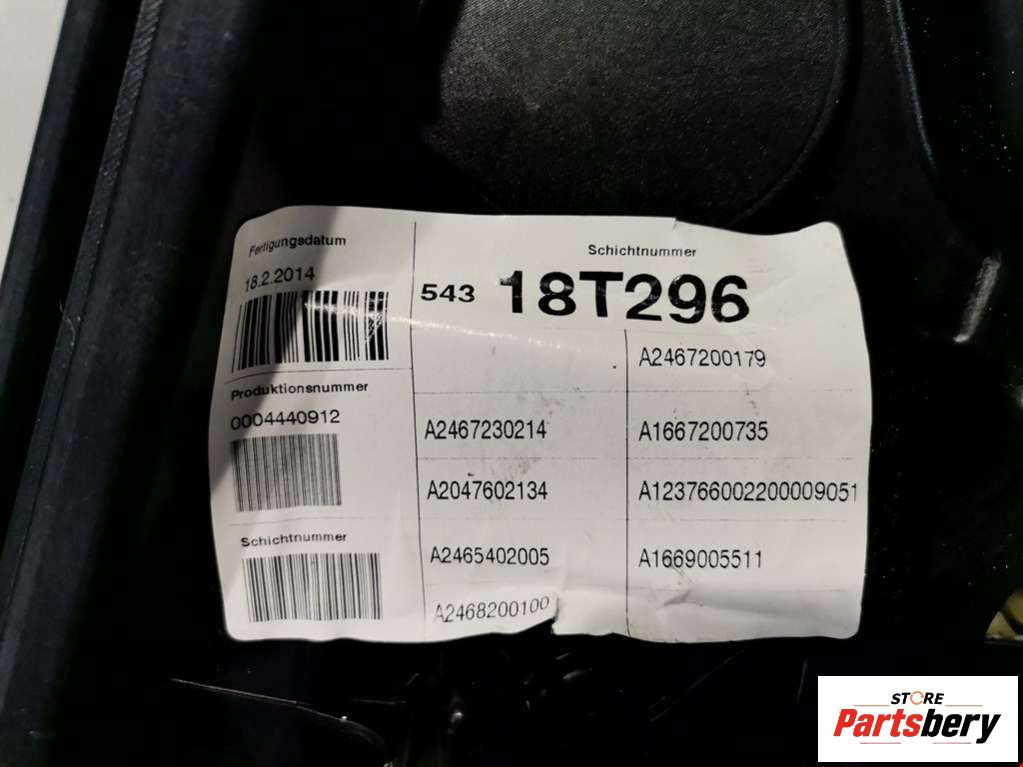 Fertigungsdatum
18.2.2014
Produktionsnummer
0004440912
Schichtnummer
Schichtnummer
543 18T296
A2467200179
A2467230214 A1667200735
A2047602134 A123766002200009051
A2465402005 A1669005511
A2468200100
STORE
Partsbery